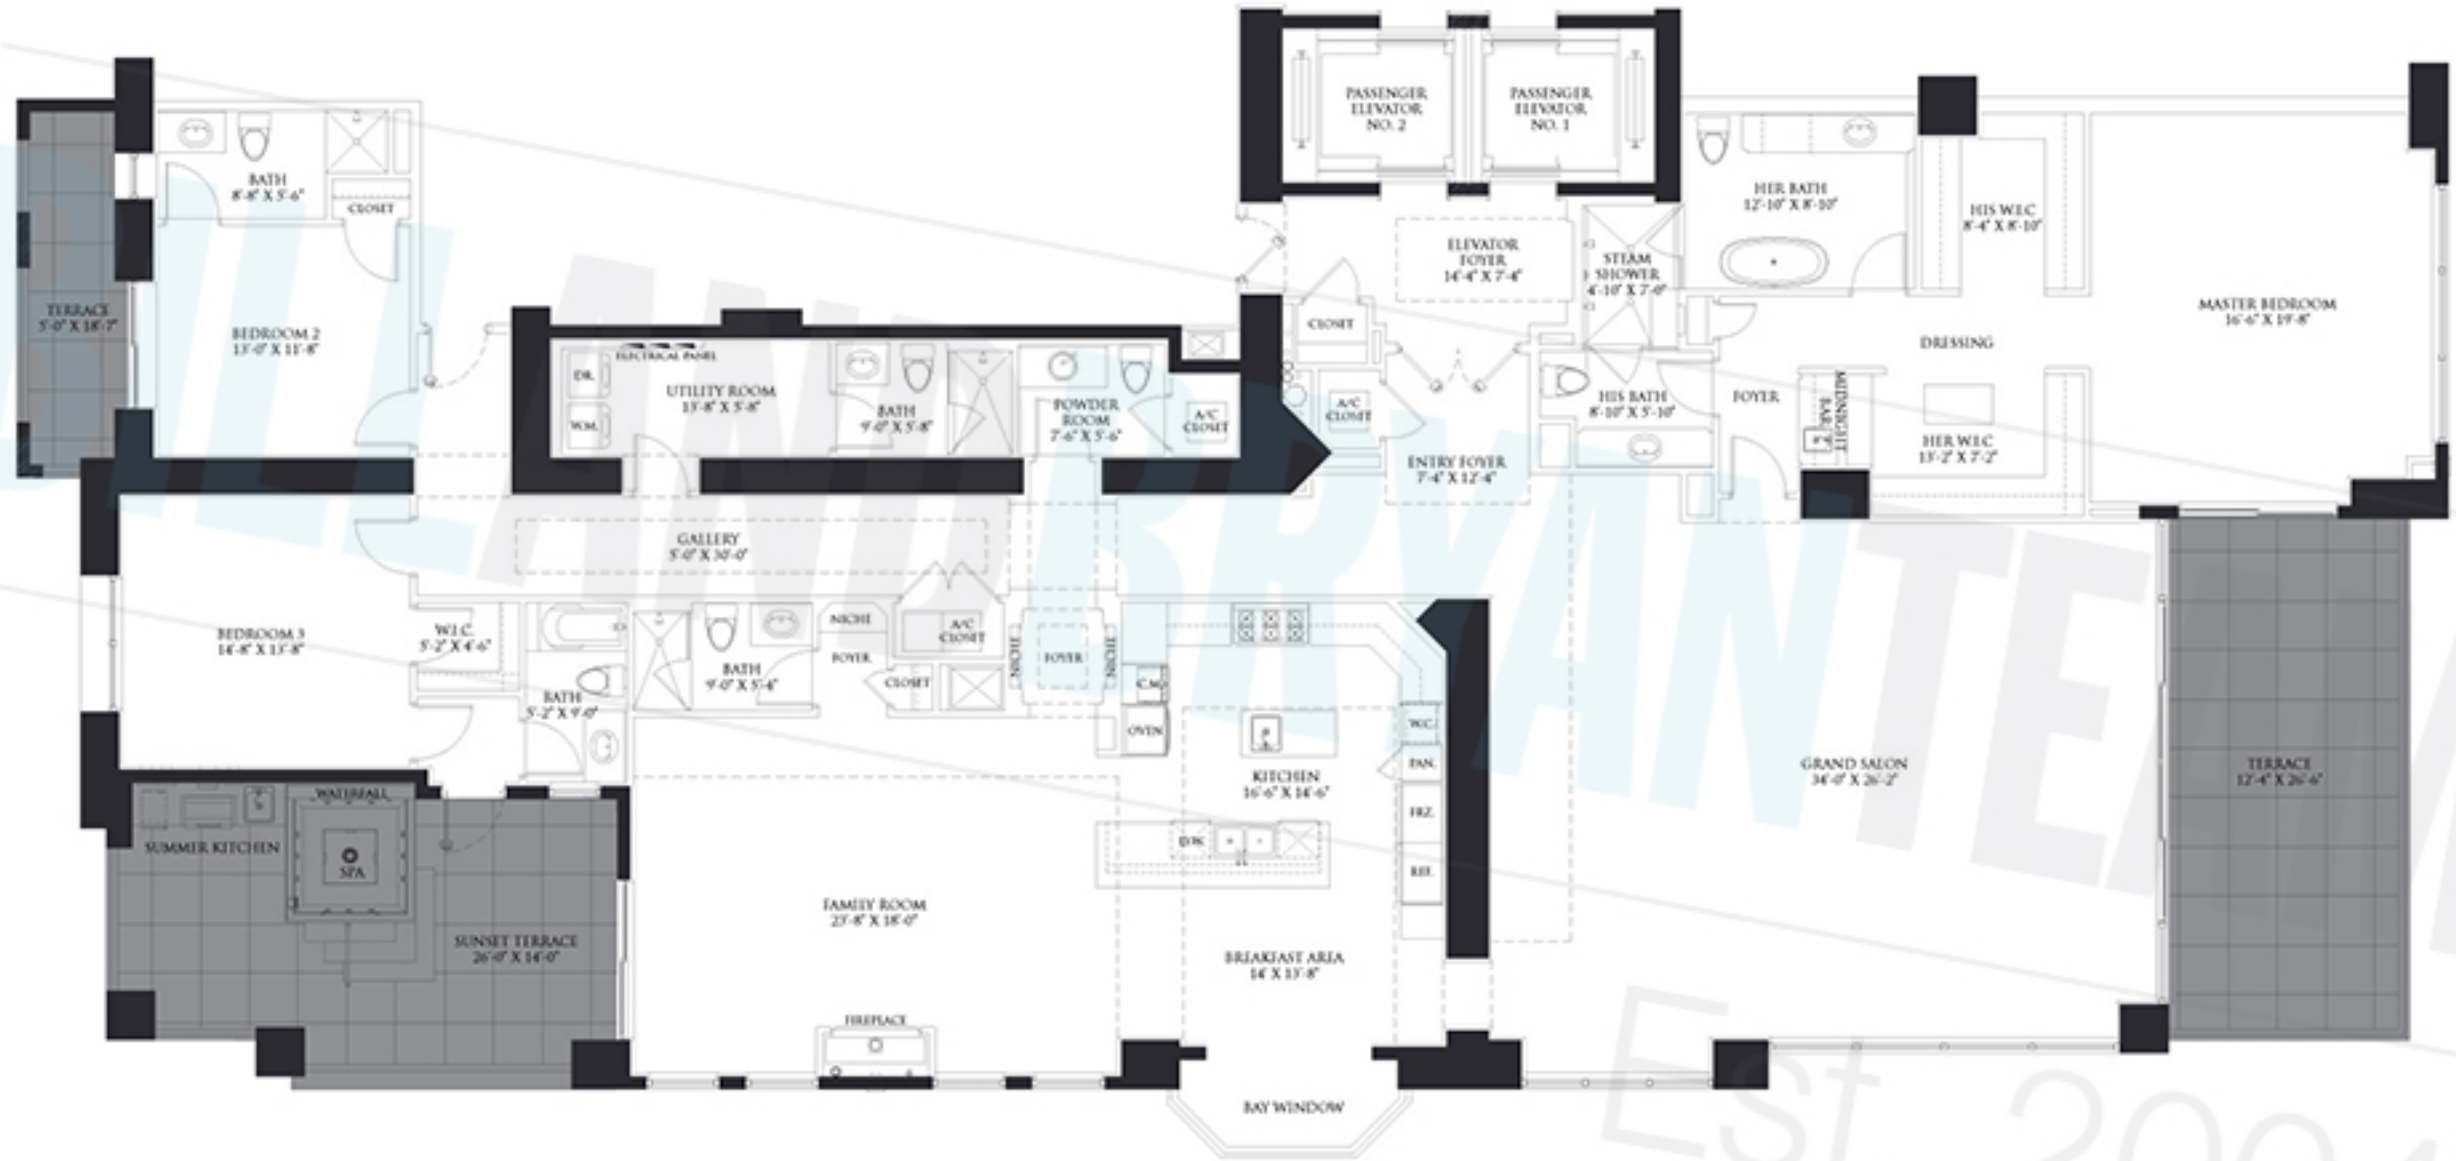 PASSENGER
ELEVATOR
NO. 2
PASSENGER
ELEVATOR
NO. 1
BATH
8'-8" X 5'-6"
CLOSET
HER BATH
12'-10" X 8'-10"
HIS W.I.C
8'-4" X 8'-10"
ELEVATOR
FOYER
14'-4" X 7'-4"
STEAM
SHOWER
4'-10" X 7'-0"
TERRACE
5'-0" X 18'-7"
BEDROOM 2
13'-0" X 11'-8"
MASTER BEDROOM
16'-6" X 19'-8"
CLOSET
DRESSING
ELECTRICAL PANEL
DR.
W.M.
UTILITY ROOM
13'-8" X 5'-8"
BATH
9'-0" X 5'-8"
POWDER
ROOM
7'-6" X 5'-6"
A/C
CLOSET
A/C
CLOSET
HIS BATH
8'-10" X 5'-10"
FOYER
MIDNIGHT
BAR
HER W.I.C
13'-2" X 7'-2"
ENTRY FOYER
7'-4" X 12'-4"
GALLERY
5'-0" X 30'-0"
BEDROOM 3
14'-8" X 13'-8"
W.I.C.
5'-2" X 4'-6"
BATH
5'-2" X 9'-0"
BATH
9'-0" X 5'-4"
NICHE
FOYER
A/C
CLOSET
CLOSET
NICHE
FOYER
NICHE
C.M.
OVEN
W.C.
PAN.
FRZ.
REF.
KITCHEN
16'-6" X 14'-6"
D.W.
GRAND SALON
34'-0" X 26'-2"
TERRACE
12'-4" X 26'-6"
WATERFALL
SUMMER KITCHEN
SPA
SUNSET TERRACE
26'-0" X 14'-0"
FAMILY ROOM
23'-8" X 18'-0"
BREAKFAST AREA
14' X 13'-8"
FIREPLACE
BAY WINDOW
BILLANDBRYANTEAM
Est. 2004